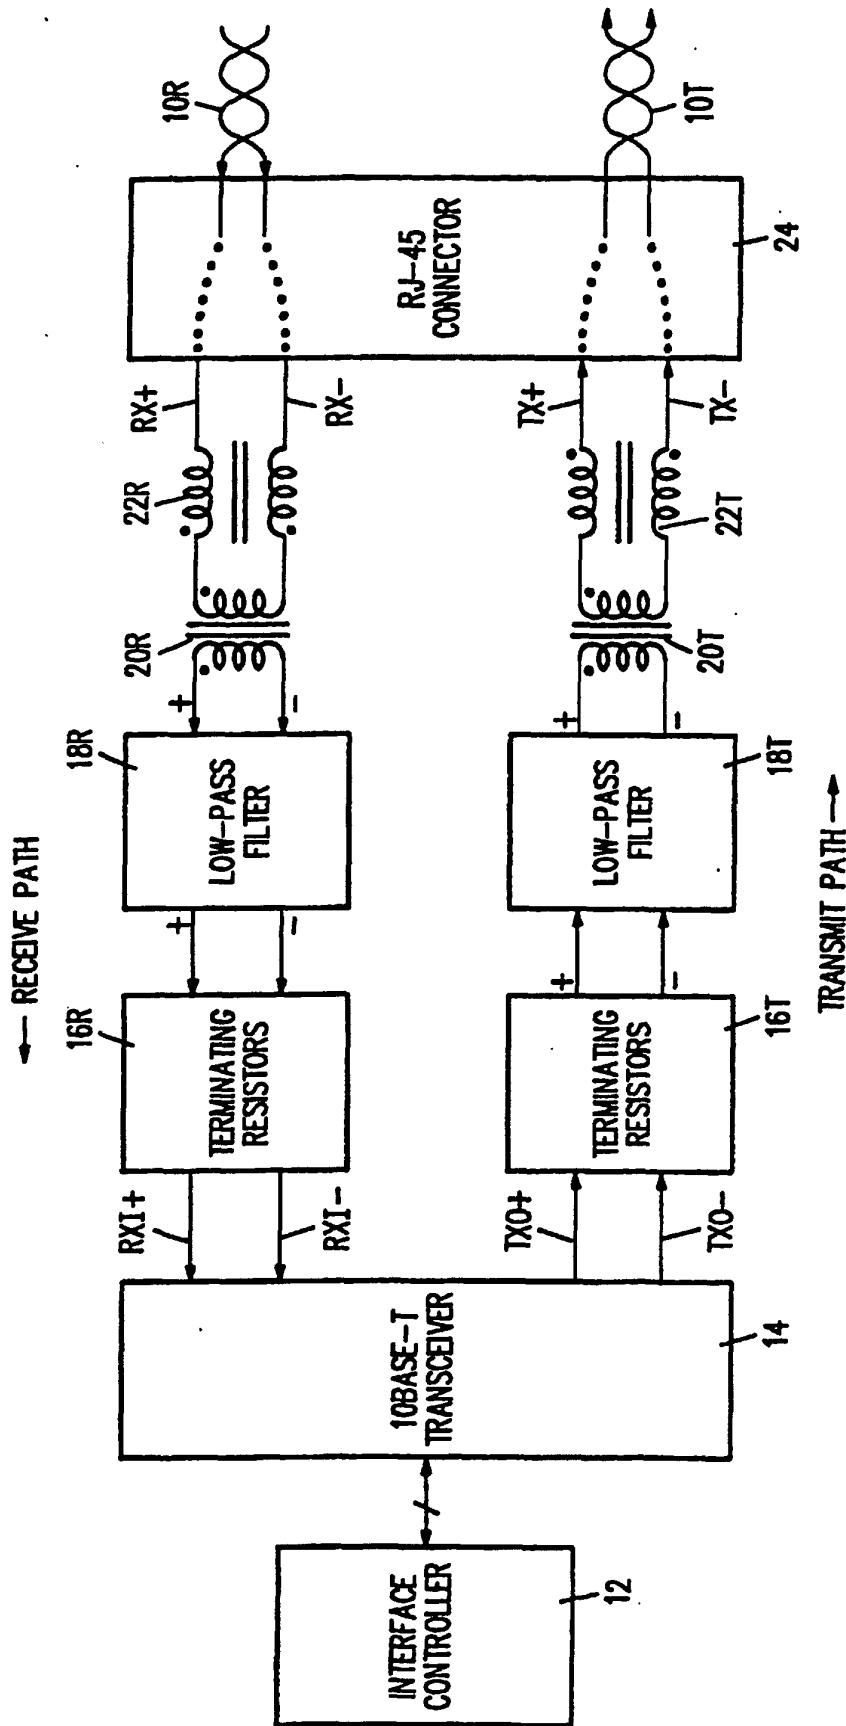 ← RECEIVE PATH
10R
RJ-45
CONNECTOR
24
10T
RX+
RX-
TX+
TX-
22R
22T
20R
20T
+
-
+
-
18R
LOW-PASS
FILTER
18T
LOW-PASS
FILTER
+
-
+
-
16R
TERMINATING
RESISTORS
16T
TERMINATING
RESISTORS
RXI+
RXI-
TXO+
TXO-
10BASE-T
TRANSCEIVER
14
INTERFACE
CONTROLLER
12
TRANSMIT PATH →